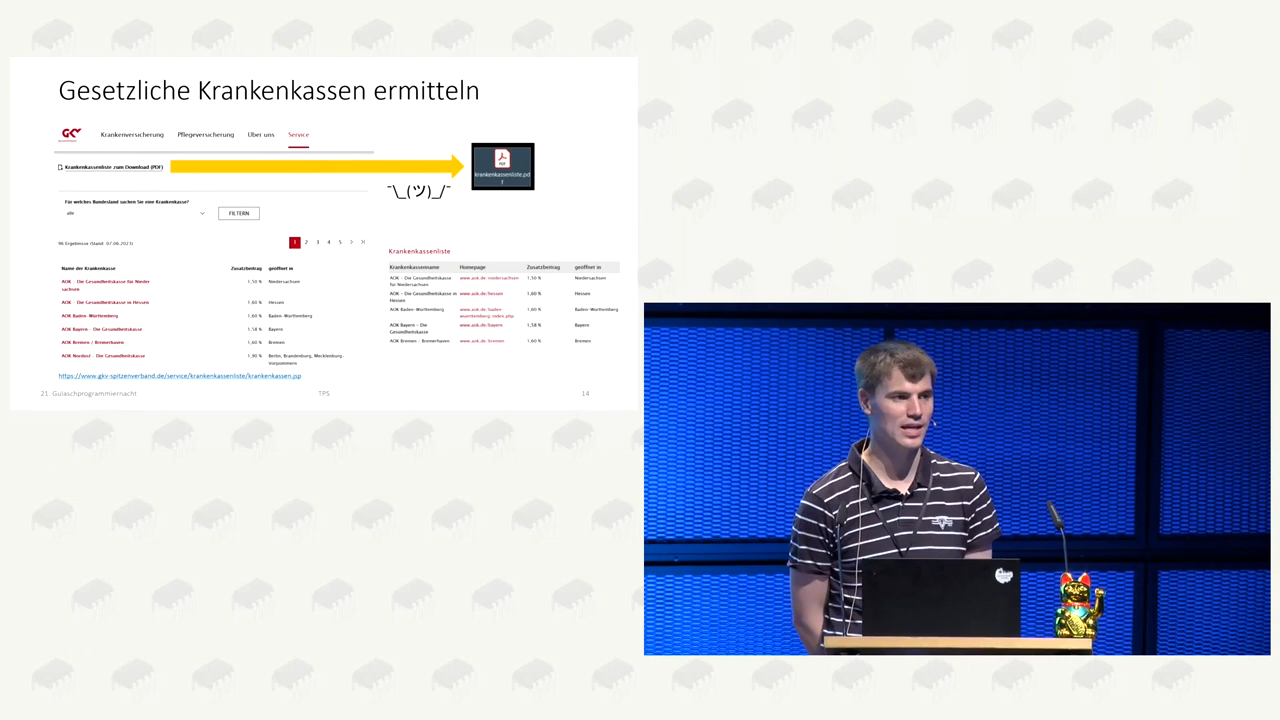 Gesetzliche Krankenkassen ermitteln
GKV
Krankenversicherung Pflegeversicherung Über uns Service
Krankenkassenliste zum Download (PDF)
PDF
krankenkassenliste.pd
f
¯\_(ツ)_/¯
Für welches Bundesland suchen Sie eine Krankenkasse?
alle
FILTERN
96 Ergebnisse (Stand: 07.06.2023)
1 2 3 4 5 > >|
Name der Krankenkasse Zusatzbeitrag geöffnet in
AOK - Die Gesundheitskasse für Nieder
sachsen 1,50 % Niedersachsen
AOK - Die Gesundheitskasse in Hessen 1,60 % Hessen
AOK Baden-Württemberg 1,60 % Baden-Württemberg
AOK Bayern - Die Gesundheitskasse 1,58 % Bayern
AOK Bremen / Bremerhaven 1,60 % Bremen
AOK Nordost - Die Gesundheitskasse 1,90 % Berlin, Brandenburg, Mecklenburg-
Vorpommern
Krankenkassenliste
Krankenkassenname Homepage Zusatzbeitrag geöffnet in
AOK - Die Gesundheitskasse www.aok.de/niedersachsen 1,50 % Niedersachsen
für Niedersachsen
AOK - Die Gesundheitskasse in www.aok.de/hessen 1,60 % Hessen
Hessen
AOK Baden-Württemberg www.aok.de/baden- 1,60 % Baden-Württemberg
wuerttemberg/index.php
AOK Bayern - Die www.aok.de/bayern 1,58 % Bayern
Gesundheitskasse
AOK Bremen - Bremerhaven www.aok.de/bremen 1,60 % Bremen
https://www.gkv-spitzenverband.de/service/krankenkassenliste/krankenkassen.jsp
21. Gulaschprogrammiernacht TPS 14